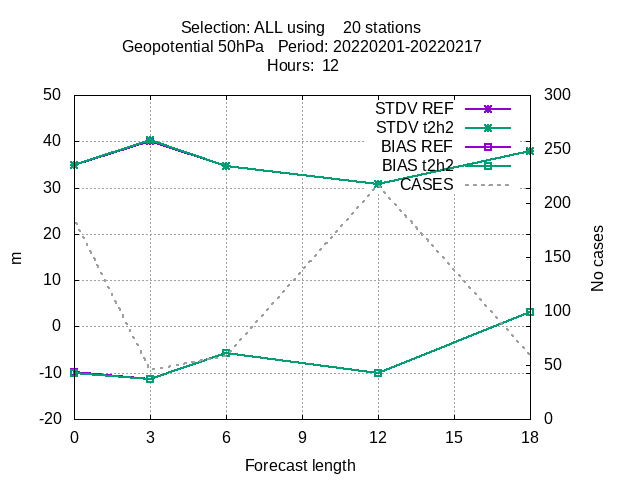 Selection: ALL using    20 stations
Geopotential 50hPa   Period: 20220201-20220217
Hours:  12
50
40
30
20
10
0
-10
-20
m
300
250
200
150
100
50
0
No cases
STDV REF
STDV t2h2
BIAS REF
BIAS t2h2
CASES
0 3 6 9 12 15 18
Forecast length